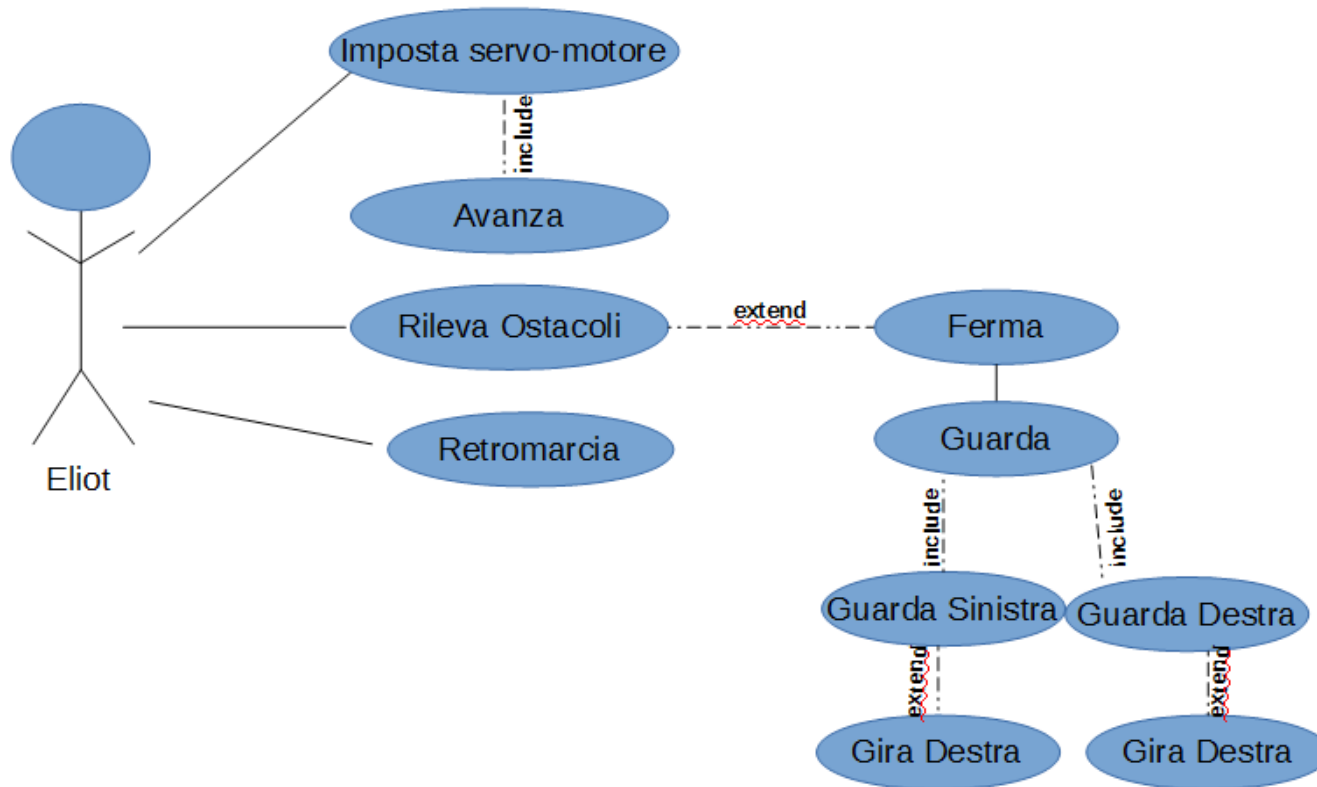 Imposta servo-motore
include
Avanza
Rileva Ostacoli
extend
Ferma
Retromarcia
Guarda
Eliot
include
include
Guarda Sinistra
Guarda Destra
extend
extend
Gira Destra
Gira Destra